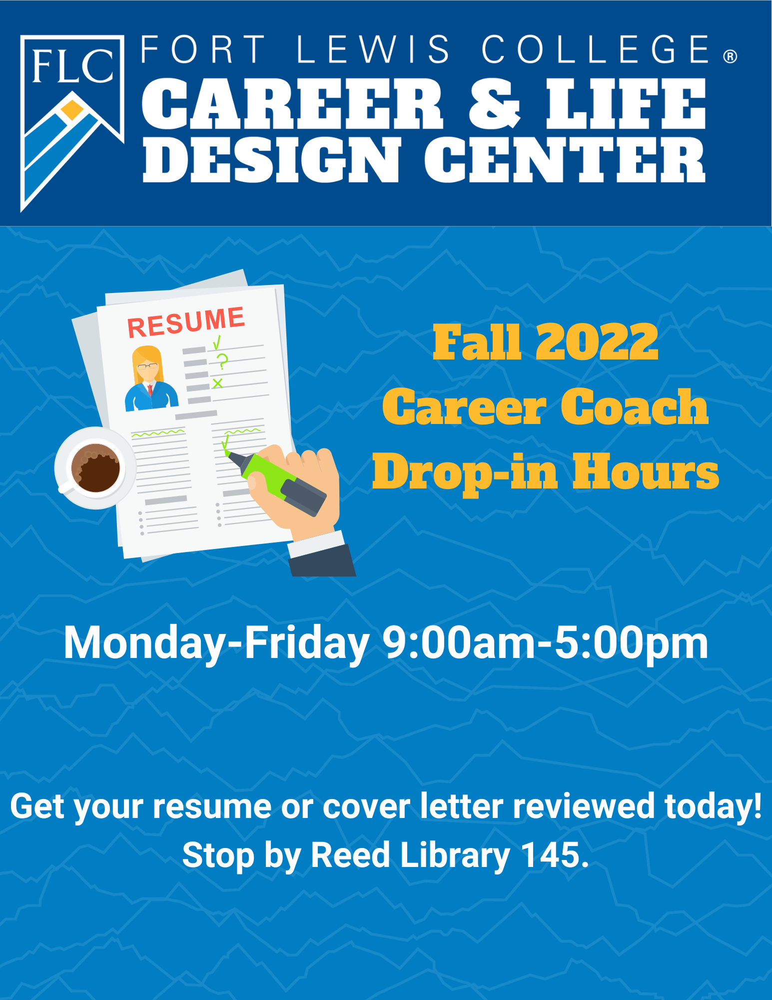 FLC
FORT LEWIS COLLEGE®
CAREER & LIFE
DESIGN CENTER
RESUME
Fall 2022
Career Coach
Drop-in Hours
Monday-Friday 9:00am-5:00pm
Get your resume or cover letter reviewed today!
Stop by Reed Library 145.